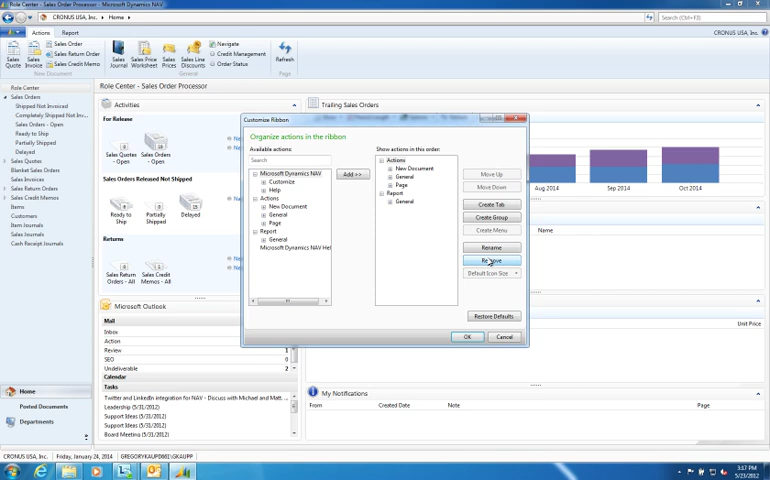 Role Center - Sales Order Processor - Microsoft Dynamics NAV
CRONUS USA, Inc. ▸ Home ▸
Search (Ctrl+F3)
Actions Report
CRONUS USA, Inc.
Sales Quote
Sales Invoice
Sales Order
Sales Return Order
Sales Credit Memo
New Document
Sales Journal
Sales Price Worksheet
Sales Prices
Sales Line Discounts
Navigate
Credit Management
Order Status
General
Refresh
Page
Role Center
Sales Orders
Shipped Not Invoiced
Completely Shipped Not Inv...
Sales Orders - Open
Ready to Ship
Partially Shipped
Delayed
Sales Quotes
Blanket Sales Orders
Sales Invoices
Sales Return Orders
Sales Credit Memos
Items
Customers
Item Journals
Sales Journals
Cash Receipt Journals
Home
Posted Documents
Departments
Role Center - Sales Order Processor
Activities
For Release
Sales Quotes - Open
Sales Orders - Open
Sales Orders Released Not Shipped
Ready to Ship
Partially Shipped
Delayed
Returns
Sales Return Orders - All
Sales Credit Memos - All
Microsoft Outlook
Mail
Inbox
Action
Review 1
SEO 0
Undeliverable 2
Calendar
Tasks
Twitter and LinkedIn integration for NAV - Discuss with Michael and Matt. ...
Leadership (5/31/2012)
Support Ideas (5/31/2012)
Support Ideas (5/31/2012)
Board Meeting (5/31/2012)
Trailing Sales Orders
Aug 2014 Sep 2014 Oct 2014
Name
Unit Price
My Notifications
From Created Date Note Page
Customize Ribbon
Organize actions in the ribbon
Available actions:
Search
Microsoft Dynamics NAV
Customize
Help
Actions
New Document
General
Page
Report
General
Microsoft Dynamics NAV Hel
Add >>
Show actions in this order:
Actions
New Document
General
Page
Report
General
Move Up
Move Down
Create Tab
Create Group
Create Menu
Rename
Remove
Default Icon Size
Restore Defaults
OK Cancel
CRONUS USA, Inc. Friday, January 24, 2014 GREGORYKAUPD661\GKAUPP
3:17 PM
5/23/2012